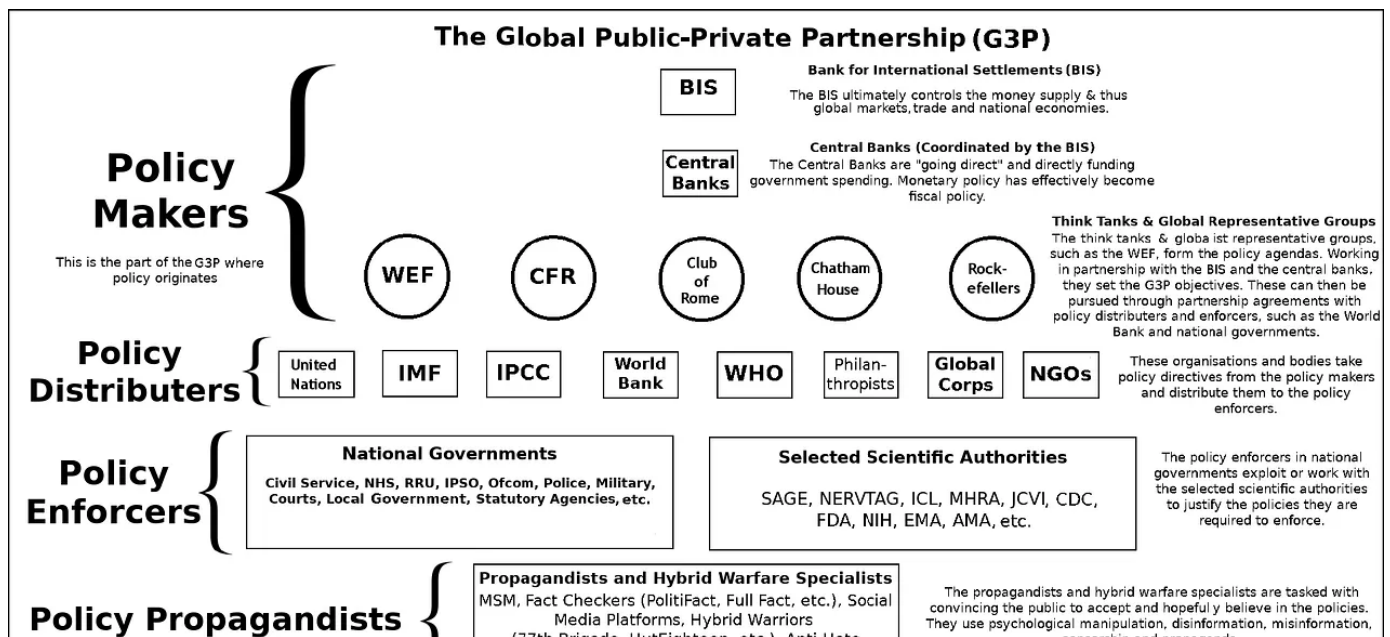 The Global Public-Private Partnership (G3P)
BIS
Bank for International Settlements (BIS)
The BIS ultimately controls the money supply & thus
global markets, trade and national economies.
Policy
Makers
This is the part of the G3P where
policy originates
Central
Banks
Central Banks (Coordinated by the BIS)
The Central Banks are "going direct" and directly funding
government spending. Monetary policy has effectively become
fiscal policy.
WEF
CFR
Club
of
Rome
Chatham
House
Rock-
efellers
Think Tanks & Global Representative Groups
The think tanks & globa ist representative groups,
such as the WEF, form the policy agendas. Working
in partnership with the BIS and the central banks,
they set the G3P objectives. These can then be
pursued through partnership agreements with
policy distributers and enforcers, such as the World
Bank and national governments.
Policy
Distributers
United
Nations
IMF
IPCC
World
Bank
WHO
Philan-
thropists
Global
Corps
NGOs
These organisations and bodies take
policy directives from the policy makers
and distribute them to the policy
enforcers.
Policy
Enforcers
National Governments
Civil Service, NHS, RRU, IPSO, Ofcom, Police, Military,
Courts, Local Government, Statutory Agencies, etc.
Selected Scientific Authorities
SAGE, NERVTAG, ICL, MHRA, JCVI, CDC,
FDA, NIH, EMA, AMA, etc.
The policy enforcers in national
governments exploit or work with
the selected scientific authorities
to justify the policies they are
required to enforce.
Policy Propagandists
Propagandists and Hybrid Warfare Specialists
MSM, Fact Checkers (PolitiFact, Full Fact, etc.), Social
Media Platforms, Hybrid Warriors
The propagandists and hybrid warfare specialists are tasked with
convincing the public to accept and hopefu y believe in the policies.
They use psychological manipulation, disinformation, misinformation,